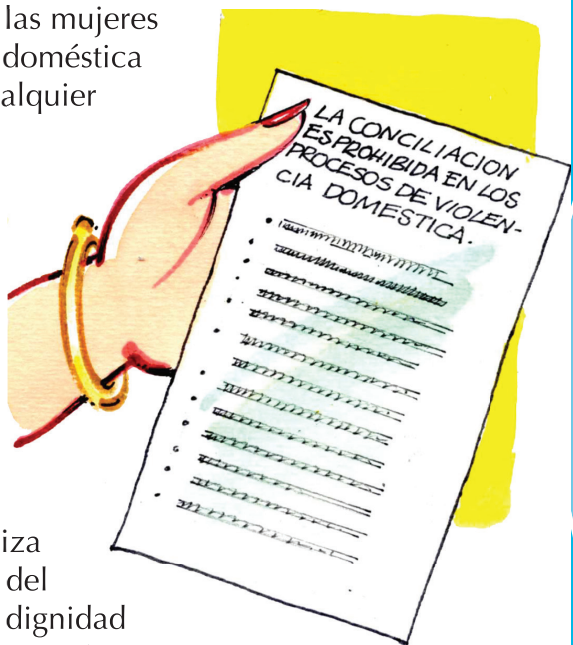 las mujeres
doméstica
alquier
LA CONCILIACION
ES PROHIBIDA EN LOS
PROCESOS DE VIOLEN-
CIA DOMESTICA.
iza
del
dignidad